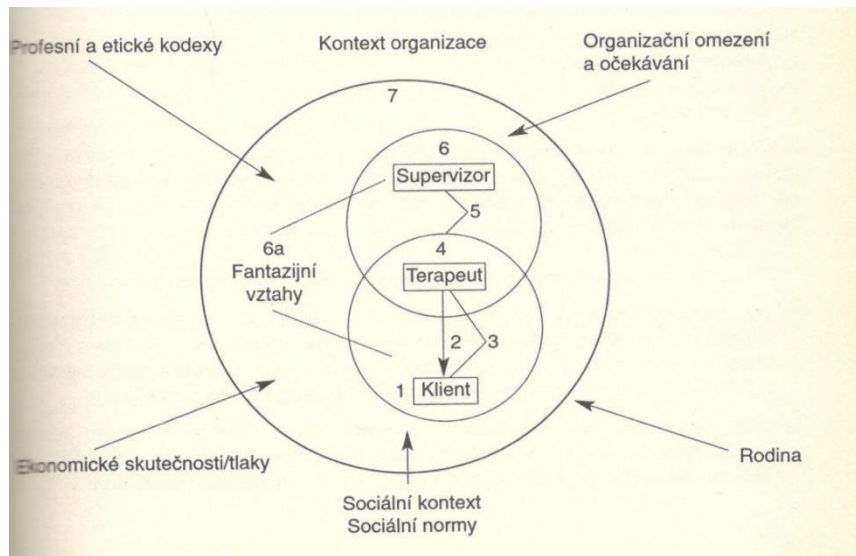 Profesní a etické kodexy
Kontext organizace
Organizační omezení
a očekávání
7
6
Supervizor
5
6a
Fantazijní
vztahy
4
Terapeut
2
3
1
Klient
Ekonomické skutečnosti/tlaky
Rodina
Sociální kontext
Sociální normy